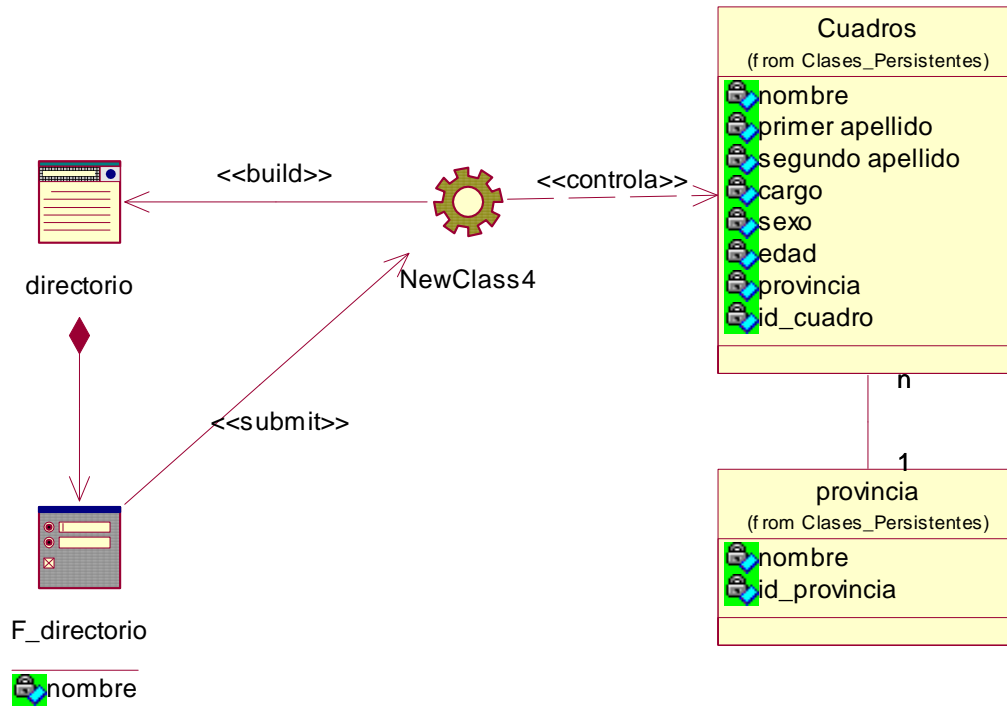 Cuadros
(from Clases_Persistentes)
nombre
primer apellido
segundo apellido
cargo
sexo
edad
provincia
id_cuadro
<<build>>
<<controla>>
directorio
NewClass4
<<submit>>
n
1
provincia
(from Clases_Persistentes)
nombre
id_provincia
F_directorio
nombre